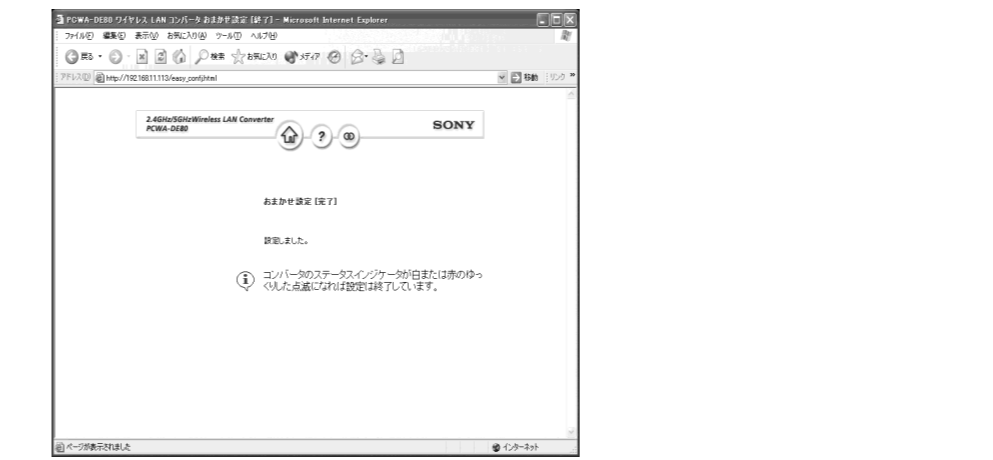 PCWA-DE80 ワイヤレス LAN コンバータ おまかせ設定 [終了] - Microsoft Internet Explorer
ファイル(F) 編集(E) 表示(V) お気に入り(A) ツール(T) ヘルプ(H)
戻る 検索 お気に入り メディア
アドレス(D) http://192.168.11.113/easy_conf.jhtml 移動 リンク »
2.4GHz/5GHzWireless LAN Converter
PCWA-DE80
?
SONY
おまかせ設定 [完了]
設定しました。
コンバータのステータスインジケータが白または赤のゆっ
くりした点滅になれば設定は終了しています。
ページが表示されました インターネット